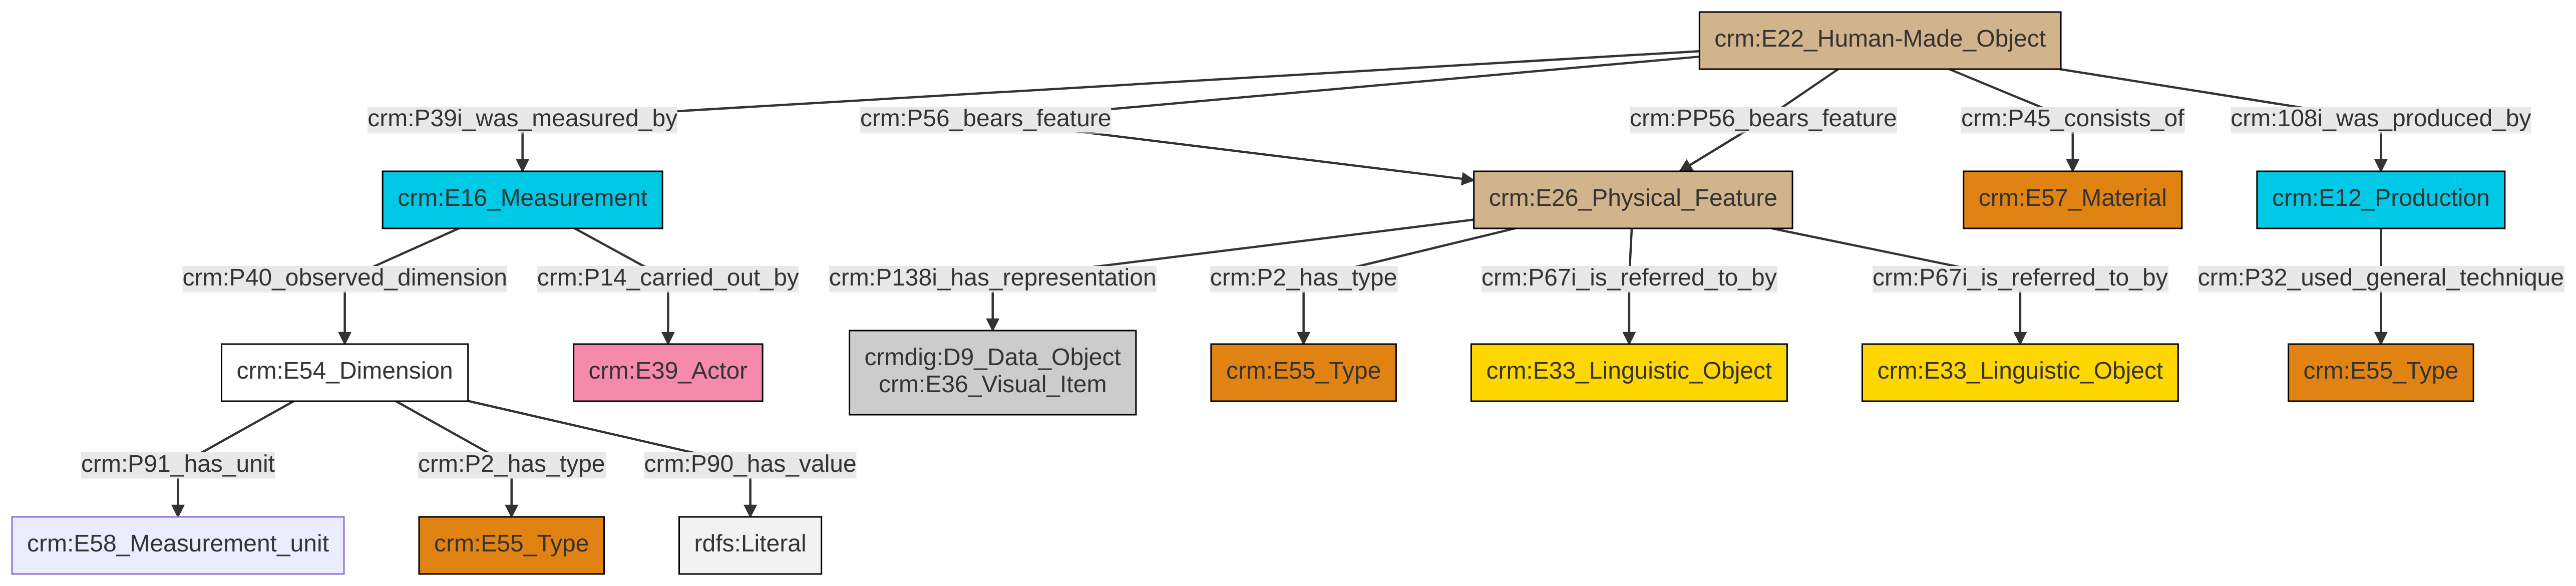 crm:E22_Human-Made_Object
crm:P39i_was_measured_by
crm:P56_bears_feature
crm:PP56_bears_feature
crm:P45_consists_of
crm:108i_was_produced_by
crm:E16_Measurement
crm:E26_Physical_Feature
crm:E57_Material
crm:E12_Production
crm:P40_observed_dimension
crm:P14_carried_out_by
crm:P138i_has_representation
crm:P2_has_type
crm:P67i_is_referred_to_by
crm:P67i_is_referred_to_by
crm:P32_used_general_technique
crm:E54_Dimension
crm:E39_Actor
crmdig:D9_Data_Object
crm:E36_Visual_Item
crm:E55_Type
crm:E33_Linguistic_Object
crm:E33_Linguistic_Object
crm:E55_Type
crm:P91_has_unit
crm:P2_has_type
crm:P90_has_value
crm:E58_Measurement_unit
crm:E55_Type
rdfs:Literal